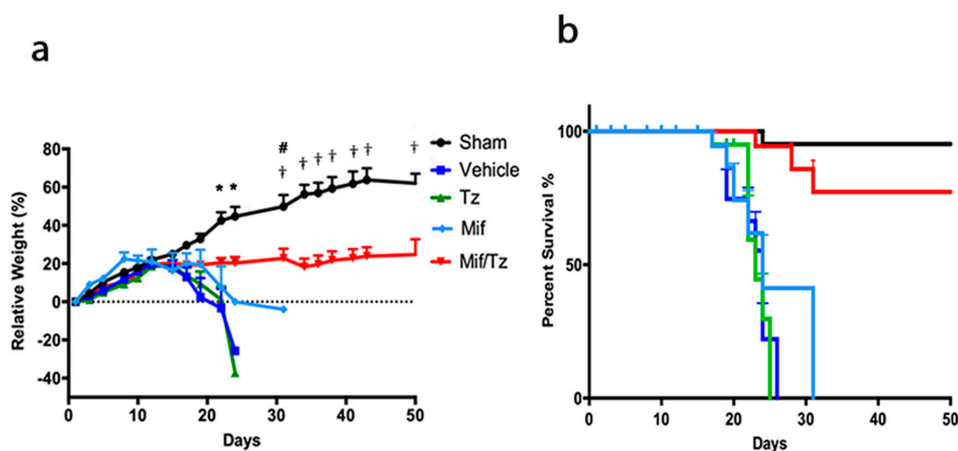 a
Relative Weight (%)
80
60
40
20
0
-20
-40
0
10
20
30
40
50
Days
* *
#
†
† † † † † †
Sham
Vehicle
Tz
Mif
Mif/Tz
b
Percent Survival %
100
50
0
0
10
20
30
40
50
Days